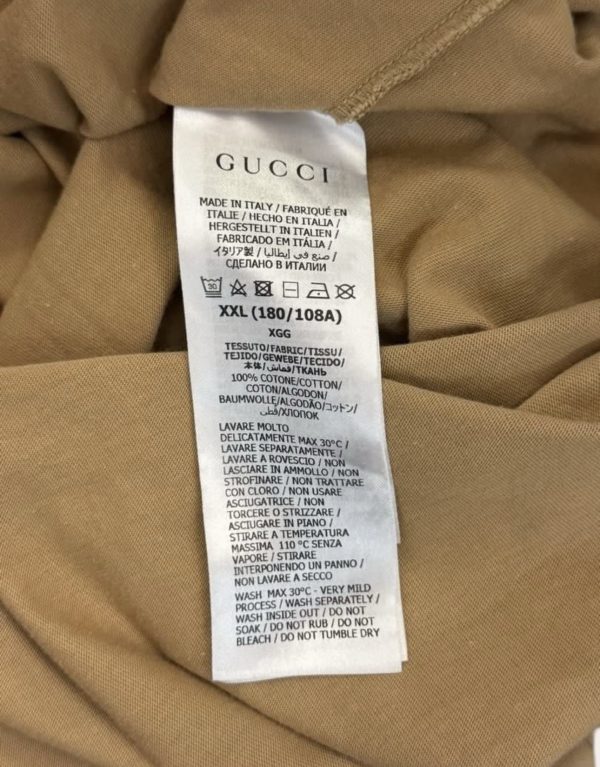 GUCCI
MADE IN ITALY / FABRIQUÉ EN
ITALIE / HECHO EN ITALIA /
HERGESTELLT IN ITALIEN /
FABRICADO EM ITÁLIA /
イタリア製 / صنع في إيطاليا /
СДЕЛАНО В ИТАЛИИ
30
XXL (180/108A)
XGG
TESSUTO/FABRIC/TISSU/
TEJIDO/GEWEBE/TECIDO/
本体/قماش/ТКАНЬ
100% COTONE/COTTON/
COTON/ALGODON/
BAUMWOLLE/ALGODÃO/コットン/
قطن/ХЛОПОК
LAVARE MOLTO
DELICATAMENTE MAX 30°C /
LAVARE SEPARATAMENTE /
LAVARE A ROVESCIO / NON
LASCIARE IN AMMOLLO / NON
STROFINARE / NON TRATTARE
CON CLORO / NON USARE
ASCIUGATRICE / NON
TORCERE O STRIZZARE /
ASCIUGARE IN PIANO /
STIRARE A TEMPERATURA
MASSIMA 110 °C SENZA
VAPORE / STIRARE
INTERPONENDO UN PANNO /
NON LAVARE A SECCO
WASH MAX 30°C - VERY MILD
PROCESS / WASH SEPARATELY /
WASH INSIDE OUT / DO NOT
SOAK / DO NOT RUB / DO NOT
BLEACH / DO NOT TUMBLE DRY